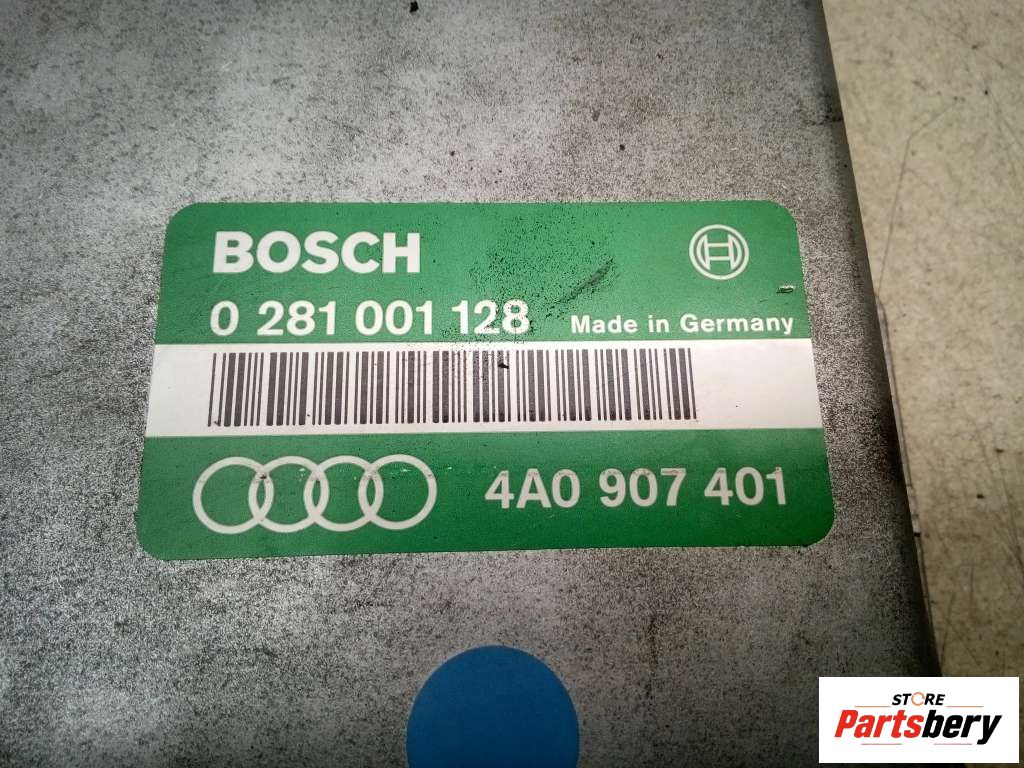 BOSCH
0 281 001 128
Made in Germany
4A0 907 401
STORE
Partsbery